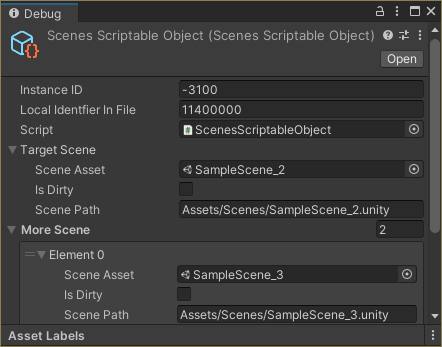 Debug
Scenes Scriptable Object (Scenes Scriptable Object)
Open
Instance ID -3100
Local Identfier In File 11400000
Script ScenesScriptableObject
Target Scene
Scene Asset SampleScene_2
Is Dirty
Scene Path Assets/Scenes/SampleScene_2.unity
More Scene 2
Element 0
Scene Asset SampleScene_3
Is Dirty
Scene Path Assets/Scenes/SampleScene_3.unity
Asset Labels